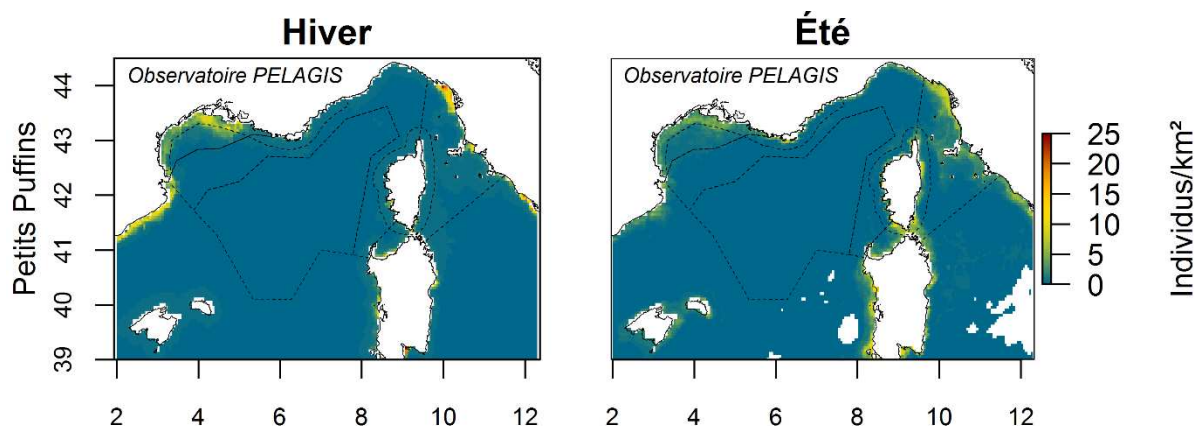 Hiver
Été
Observatoire PELAGIS
Observatoire PELAGIS
Petits Puffins
44
43
42
41
40
39
2 4 6 8 10 12
2 4 6 8 10 12
25
20
15
10
5
0
Individus/km²